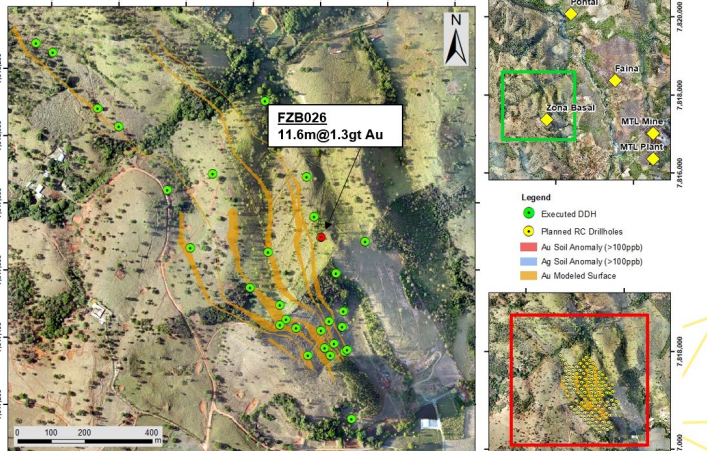 N
FZB026
11.6m@1.3gt Au
0 100 200 400
m
Pontal
Faina
Zona Basal
MTL Mine
MTL Plant
7,820,000
7,818,000
7,816,000
Legend
Executed DDH
Planned RC Drillholes
Au Soil Anomaly (>100ppb)
Ag Soil Anomaly (>100ppb)
Au Modeled Surface
7,818,000